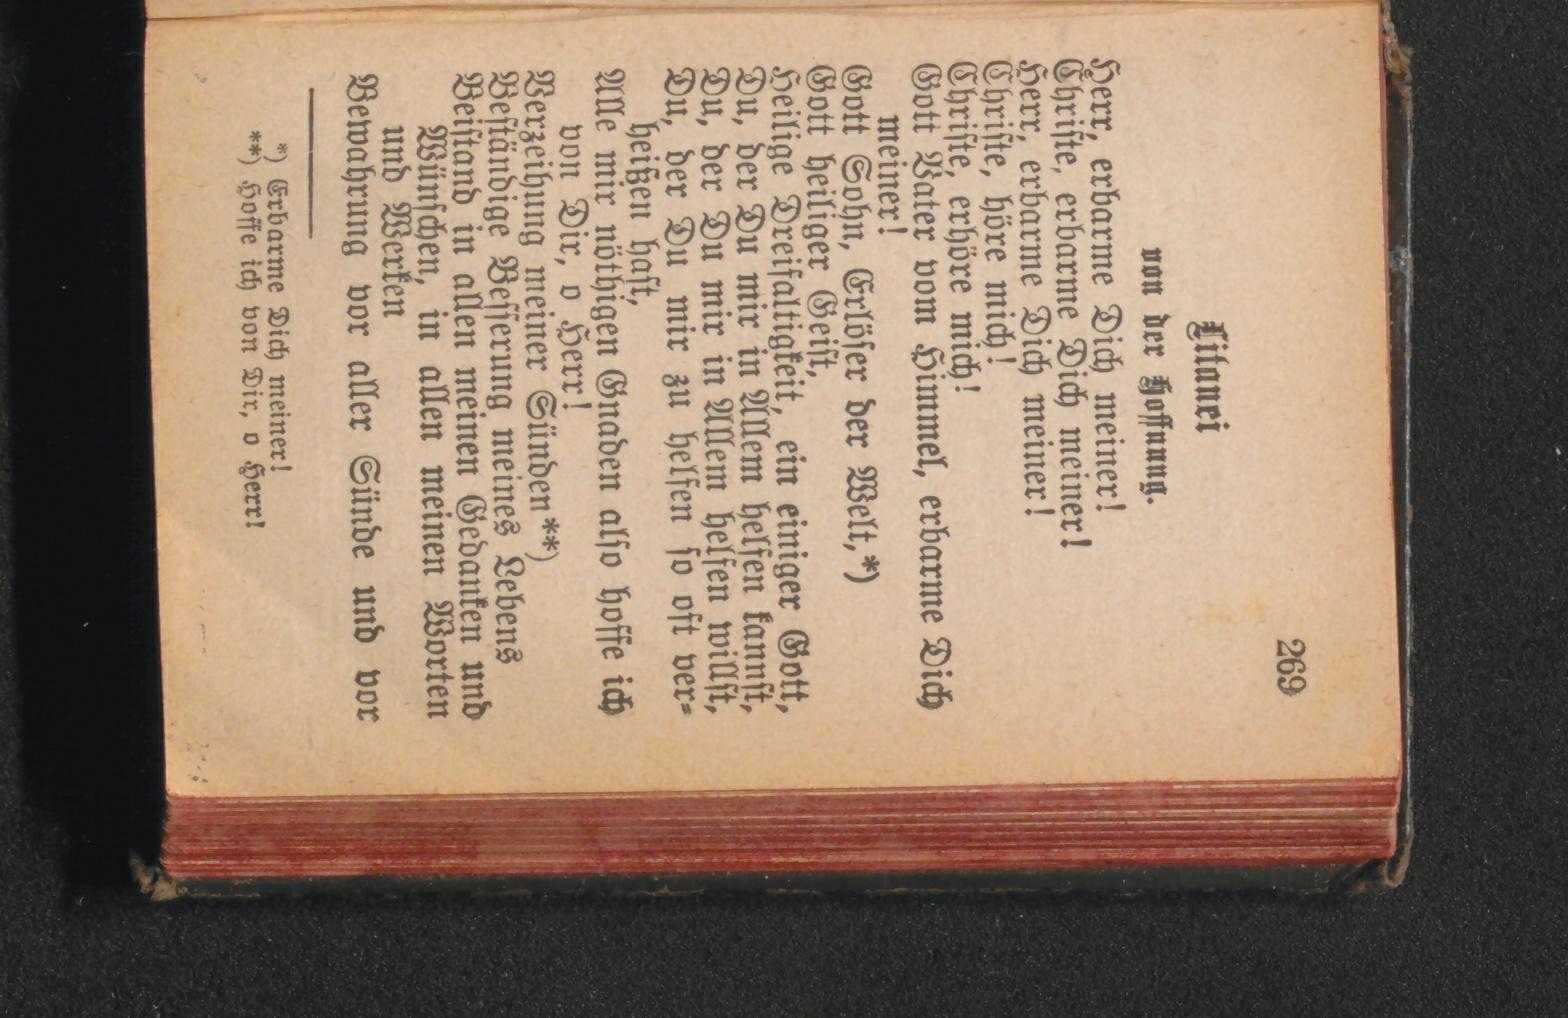 269
Litanei
von der Hoffnung.
Herr, erbarme Dich meiner!
Christe, erbarme Dich meiner!
Herr, erbarme Dich meiner!
Christe, höre mich!
Christe, erhöre mich!
Gott Vater vom Himmel, erbarme Dich
meiner!
Gott Sohn, Erlöser der Welt,*)
Gott heiliger Geist,
Heilige Dreifaltigkeit, ein einiger Gott,
Du, der Du mir in Allem helfen kannst,
Du, der Du mir in Allem helfen willst,
Du, der Du mir zu helfen so oft ver-
heißen hast,
Alle mir nöthigen Gnaden also hoffe ich
von Dir, o Herr!
Verzeihung meiner Sünden**)
Beständige Besserung meines Lebens
Beistand in allen meinen Gedanken und
Wünschen, in allen meinen Worten
und Werken
Bewahrung vor aller Sünde und vor
*) Erbarme Dich meiner!
**) Hoffe ich von Dir, o Herr!